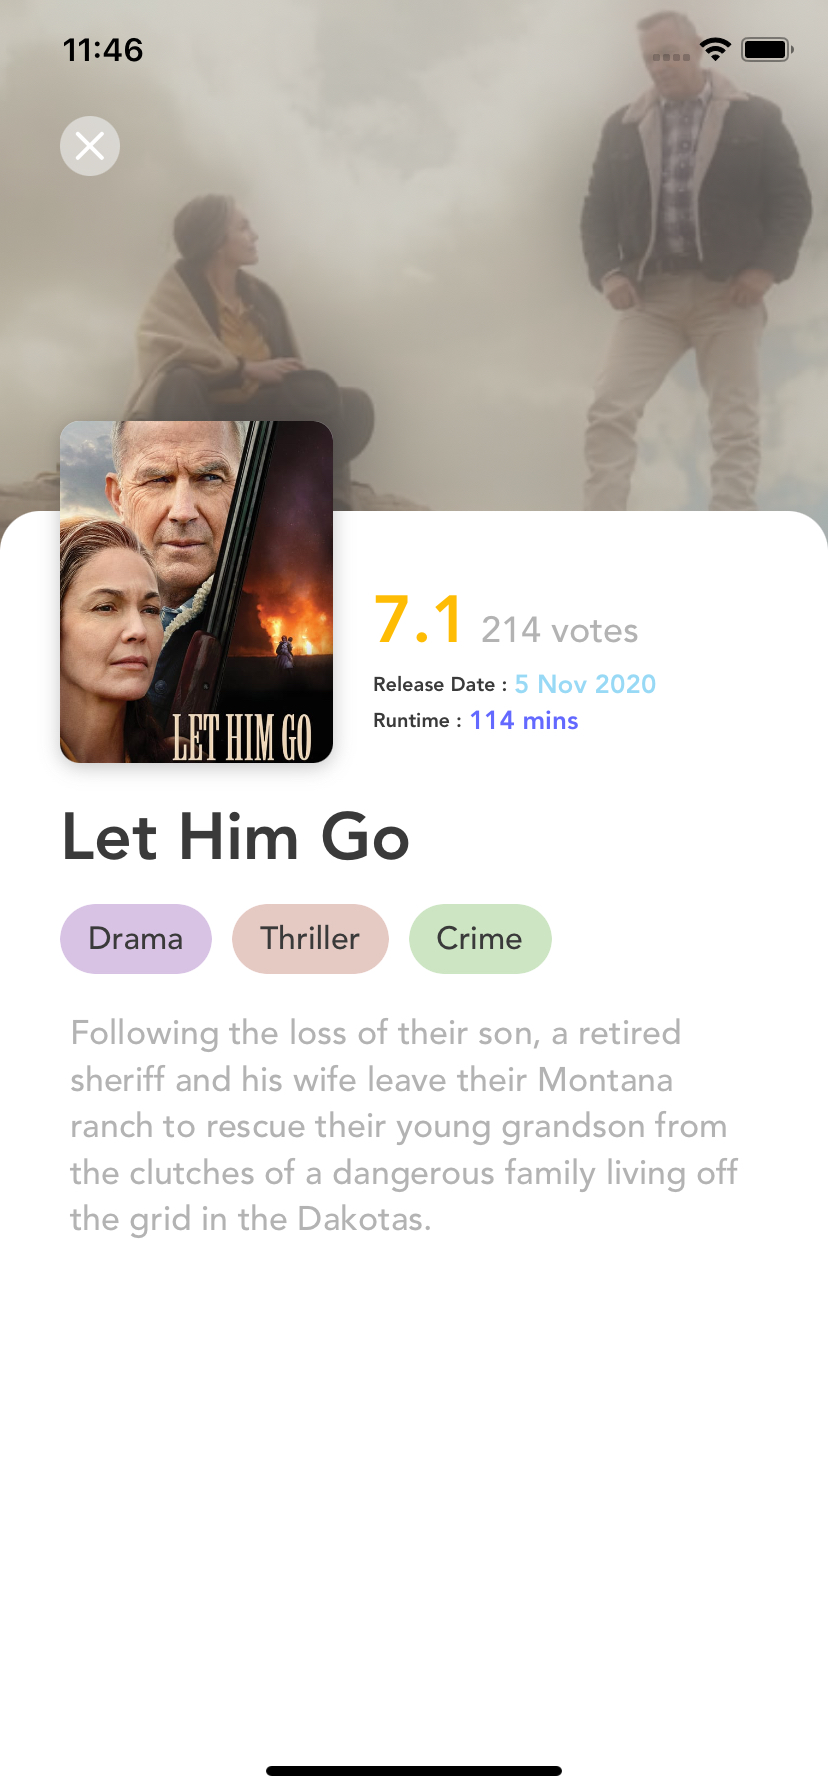 11:46
LET HIM GO
7.1 214 votes
Release Date : 5 Nov 2020
Runtime : 114 mins
Let Him Go
Drama Thriller Crime
Following the loss of their son, a retired
sheriff and his wife leave their Montana
ranch to rescue their young grandson from
the clutches of a dangerous family living off
the grid in the Dakotas.